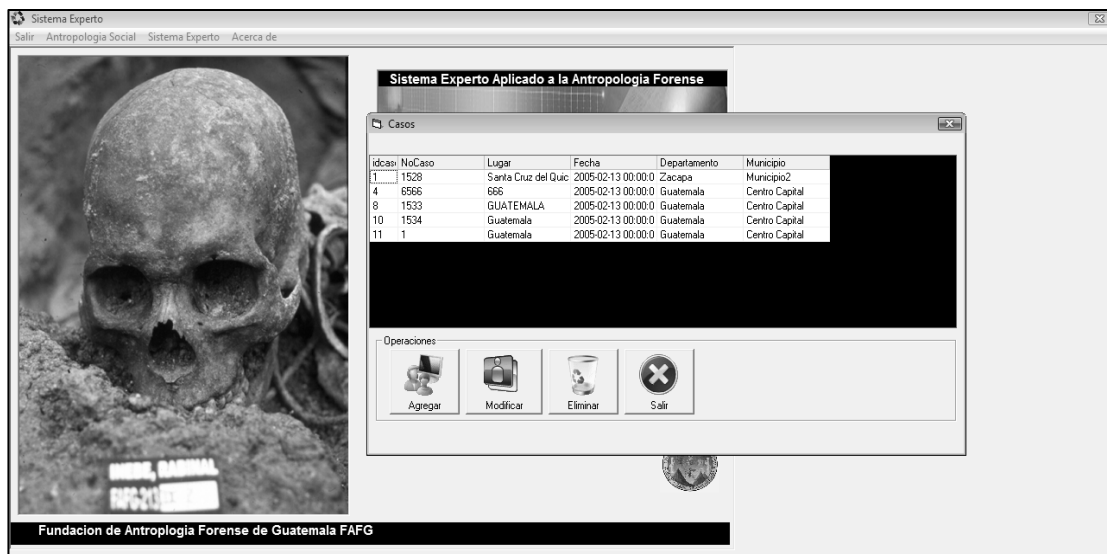 Sistema Experto
Salir Antropologia Social Sistema Experto Acerca de
Sistema Experto Aplicado a la Antropologia Forense
Casos
idcaso NoCaso Lugar Fecha Departamento Municipio
1 1528 Santa Cruz del Quic 2005-02-13 00:00:0 Zacapa Municipio2
4 6566 666 2005-02-13 00:00:0 Guatemala Centro Capital
8 1533 GUATEMALA 2005-02-13 00:00:0 Guatemala Centro Capital
10 1534 Guatemala 2005-02-13 00:00:0 Guatemala Centro Capital
11 1 Guatemala 2005-02-13 00:00:0 Guatemala Centro Capital
Operaciones
Agregar Modificar Eliminar Salir
RABINAL
Fundacion de Antroplogia Forense de Guatemala FAFG